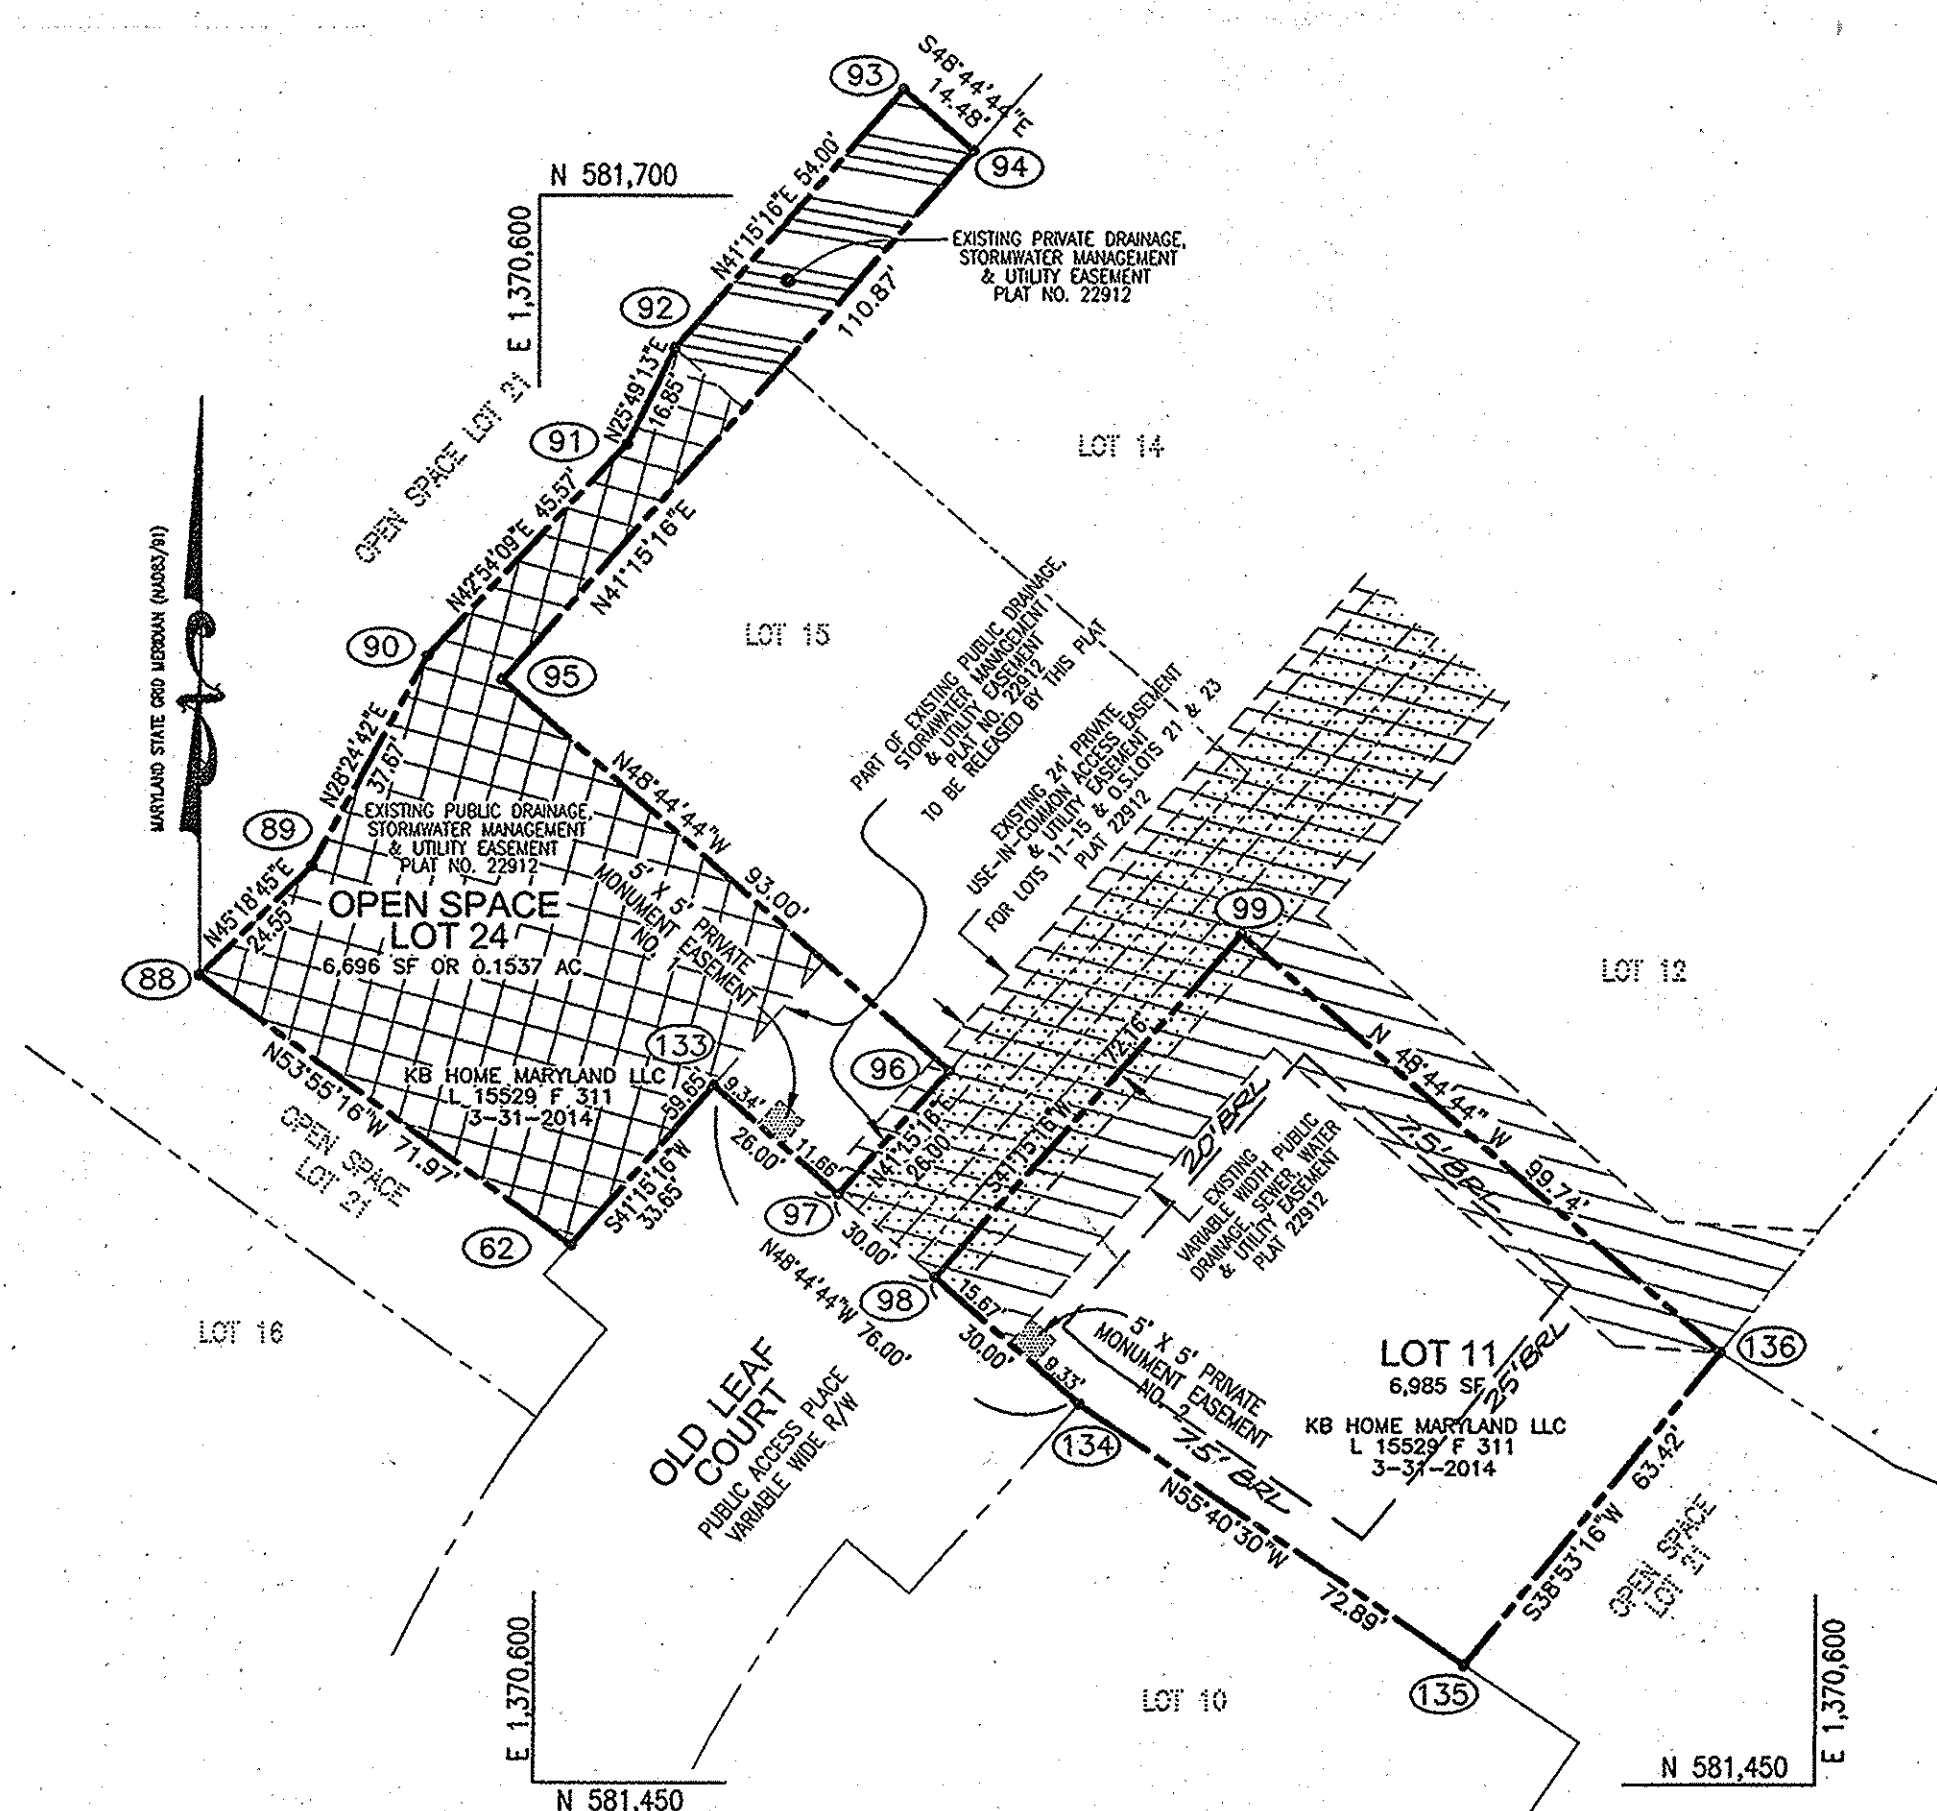 93
S48°44'44"E
14.48'
94
N 581,700
E 1,370,600
N41°15'16"E 54.00'
EXISTING PRIVATE DRAINAGE,
STORMWATER MANAGEMENT
& UTILITY EASEMENT
PLAT NO. 22912
92
110.87'
N41°15'16"E
N25°49'13"E
16.85'
91
OPEN SPACE LOT 21
LOT 14
N42°54'09"E 45.57'
MARYLAND STATE GRID MERIDIAN (NAD83/91)
90
95
LOT 15
PART OF EXISTING PUBLIC DRAINAGE,
STORMWATER MANAGEMENT
& UTILITY EASEMENT
PLAT NO. 22912
TO BE RELEASED BY THIS PLAT
EXISTING 24' PRIVATE
USE-IN-COMMON ACCESS EASEMENT
& UTILITY EASEMENT
FOR LOTS 11-15 & O.S.LOTS 21 & 23
PLAT 22912
N28°24'42"E
37.67'
N48°44'44"W 93.00'
89
EXISTING PUBLIC DRAINAGE,
STORMWATER MANAGEMENT
& UTILITY EASEMENT
PLAT NO. 22912
5' X 5' PRIVATE
MONUMENT EASEMENT
NO. 1
N45°18'45"E
24.55'
OPEN SPACE
LOT 24
6,696 SF OR 0.1537 AC
88
99
LOT 12
133
96
72.16'
S41°15'16"W
N 48°44'44" W 99.74'
N53°55'16"W 71.97'
KB HOME MARYLAND LLC
L 15529 F 311
3-31-2014
59.65'
9.34'
26.00'
11.66'
N41°15'16"E
26.00'
20' BRL
7.5' BRL
OPEN SPACE
LOT 21
S41°15'16"W
33.65'
97
EXISTING
VARIABLE WIDTH PUBLIC
DRAINAGE, SEWER, WATER
& UTILITY EASEMENT
PLAT 22912
62
30.00'
N48°44'44"W 76.00'
98
15.67'
30.00'
9.33'
LOT 16
5' X 5' PRIVATE
MONUMENT EASEMENT
NO. 2
LOT 11
6,985 SF
25' BRL
136
KB HOME MARYLAND LLC
L 15529 F 311
3-31-2014
OLD LEAF
COURT
PUBLIC ACCESS PLACE
VARIABLE WIDE R/W
134
7.5' BRL
N55°40'30"W 72.89'
S38°53'16"W 63.42'
OPEN SPACE
LOT 21
135
LOT 10
E 1,370,600
N 581,450
E 1,370,600
N 581,450